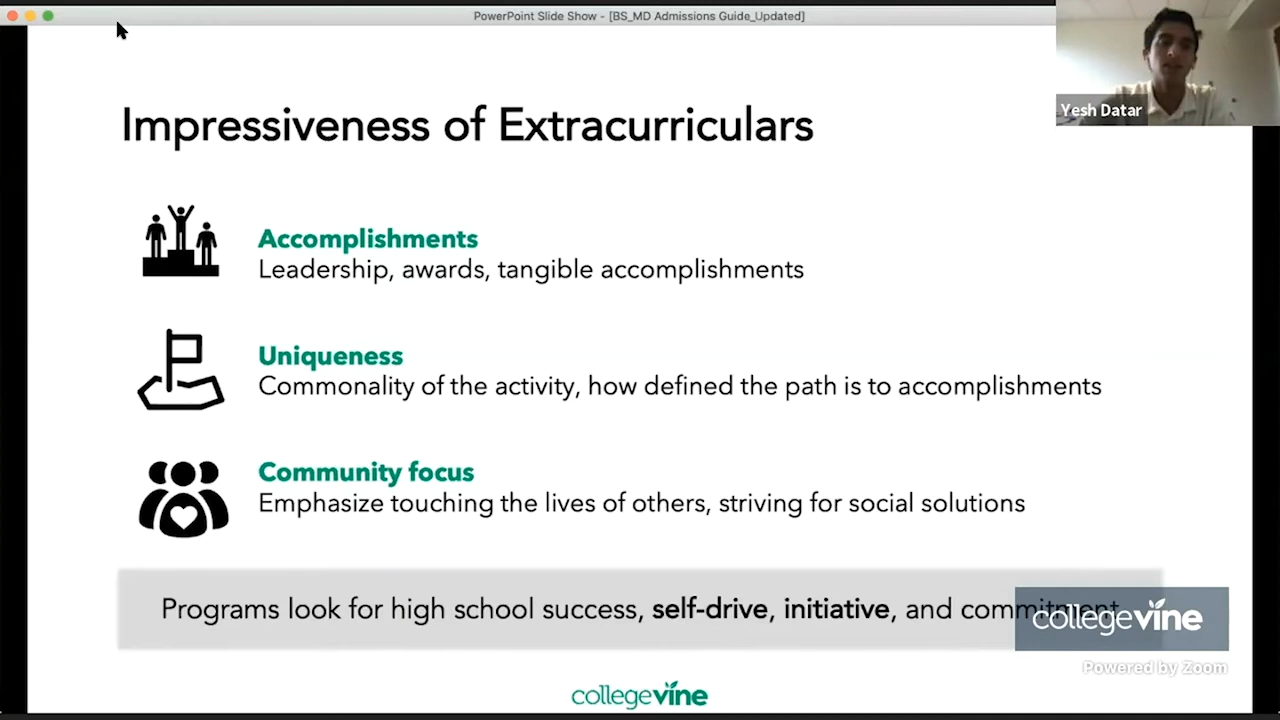 PowerPoint Slide Show - [BS_MD Admissions Guide_Updated]
Yesh Datar
Impressiveness of Extracurriculars
Accomplishments
Leadership, awards, tangible accomplishments
Uniqueness
Commonality of the activity, how defined the path is to accomplishments
Community focus
Emphasize touching the lives of others, striving for social solutions
Programs look for high school success, self-drive, initiative, and commitment
collegevine
Powered by Zoom
collegevine